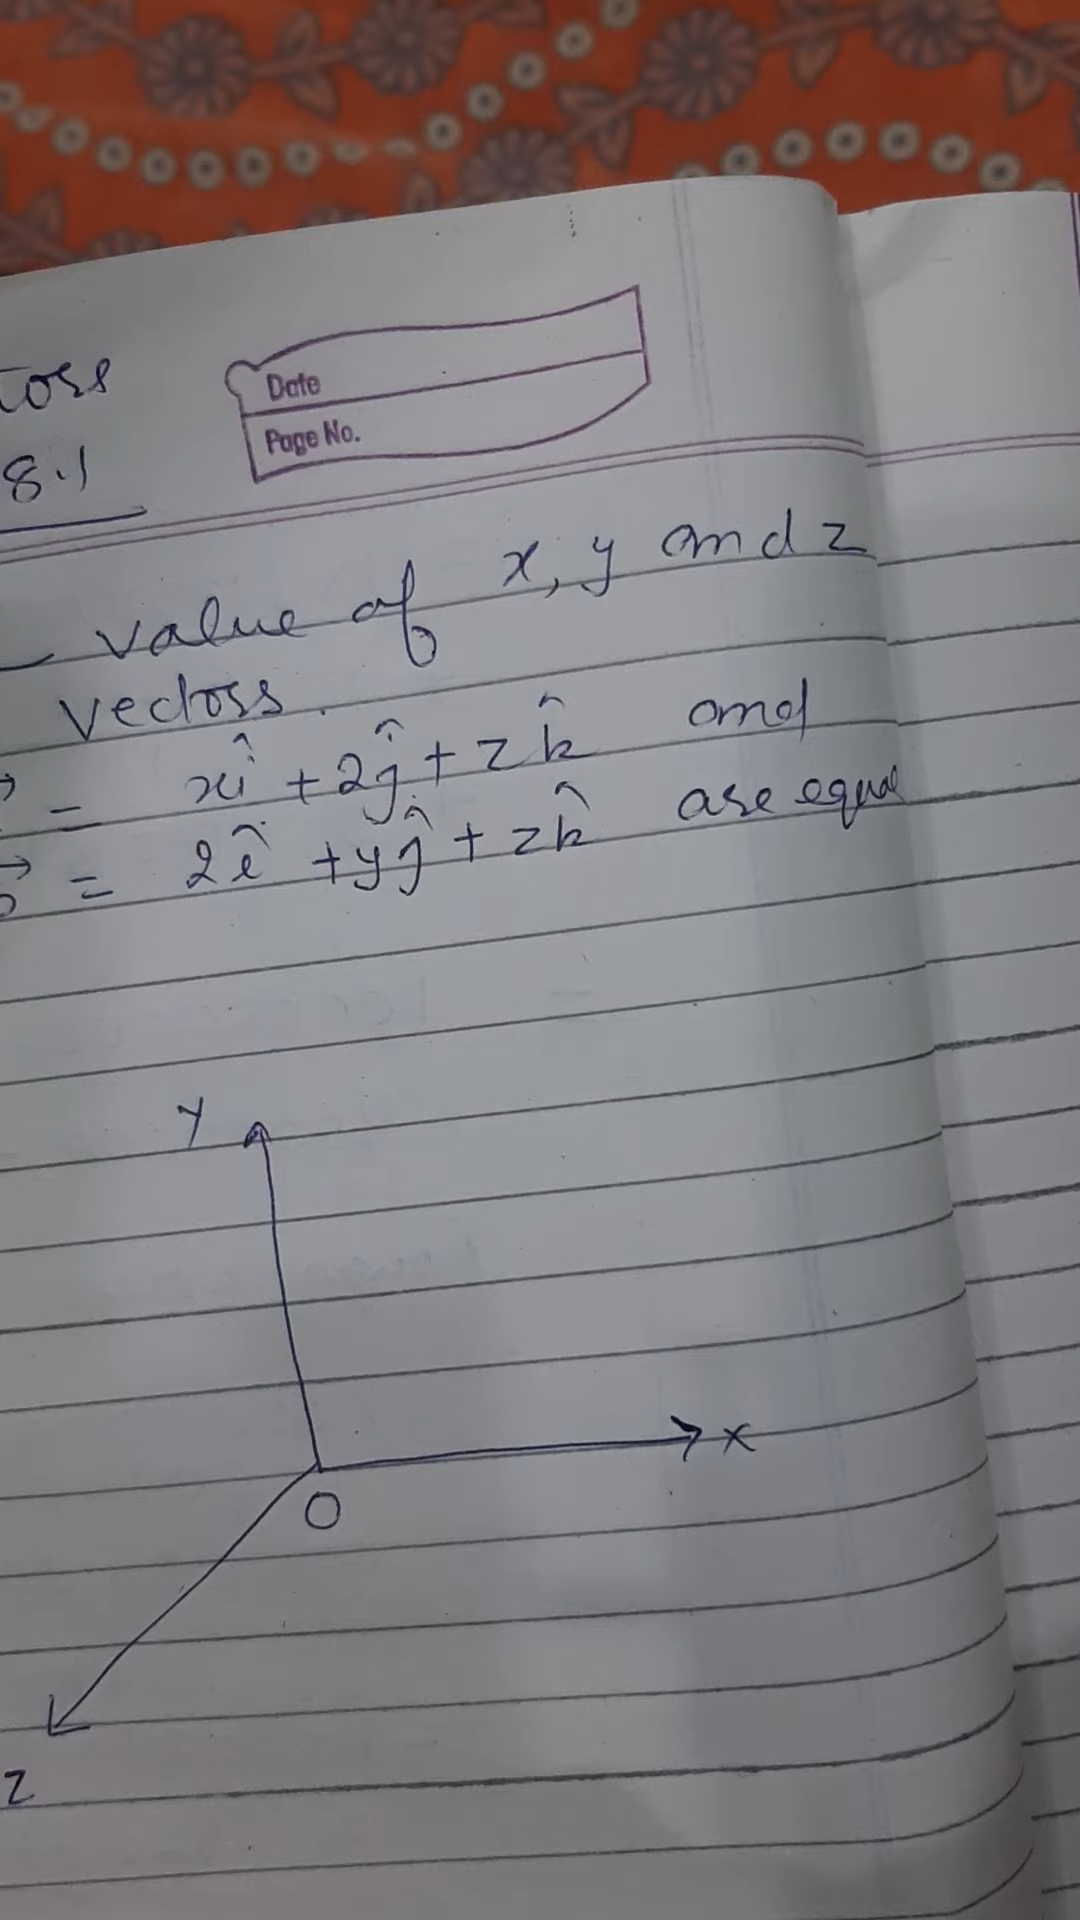 8.1
Date
Page No.
value of x, y and z
vectors.
= xî + 2ĵ + zk̂ and
= 2î + yĵ + zk̂ are equal
Y
X
O
Z